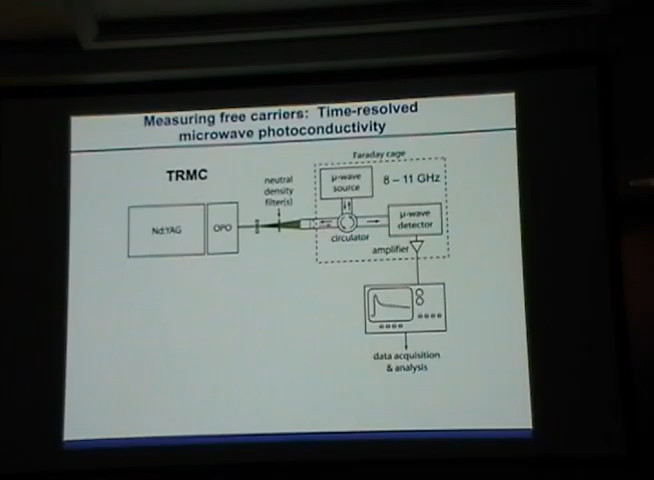 Measuring free carriers: Time-resolved
microwave photoconductivity
TRMC
Faraday cage
μ-wave
source
8 – 11 GHz
neutral
density
filter(s)
Nd:YAG
OPO
circulator
μ-wave
detector
amplifier
data acquisition
& analysis